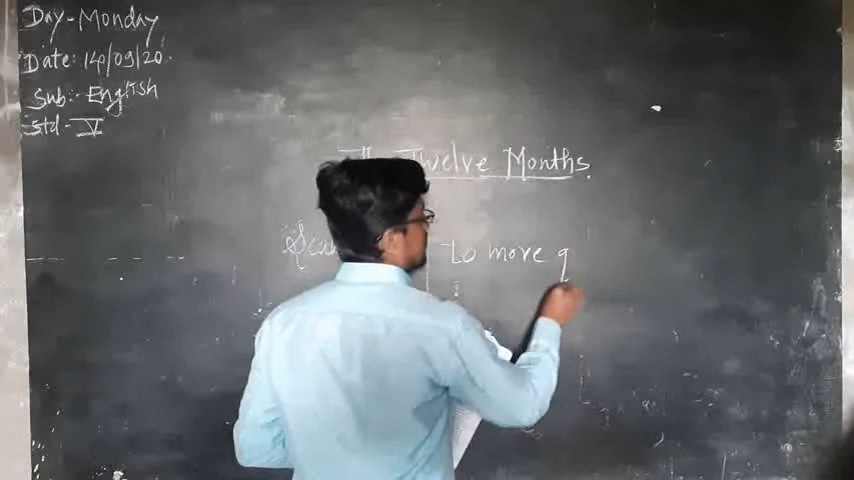 Day-Monday
Date: 14/09/20.
Sub:- English
Std - V
Twelve Months.
to move q